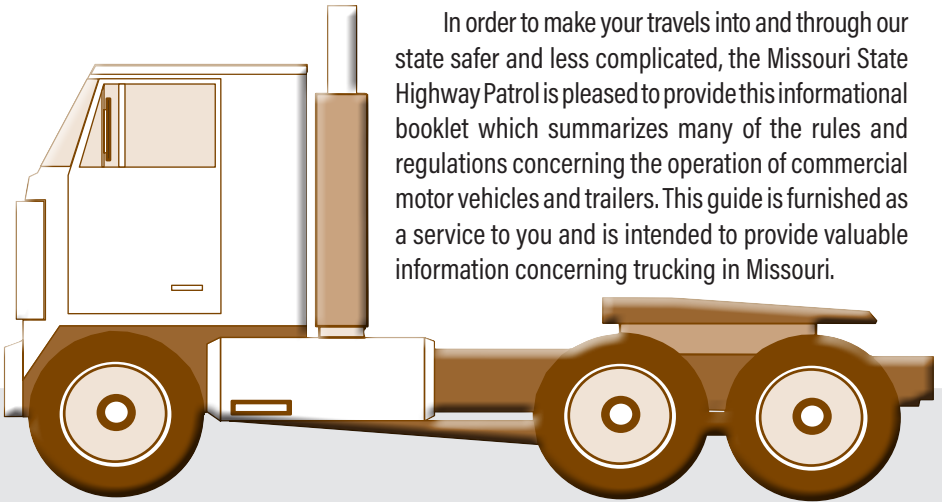 In order to make your travels into and through our
state safer and less complicated, the Missouri State
Highway Patrol is pleased to provide this informational
booklet which summarizes many of the rules and
regulations concerning the operation of commercial
motor vehicles and trailers. This guide is furnished as
a service to you and is intended to provide valuable
information concerning trucking in Missouri.